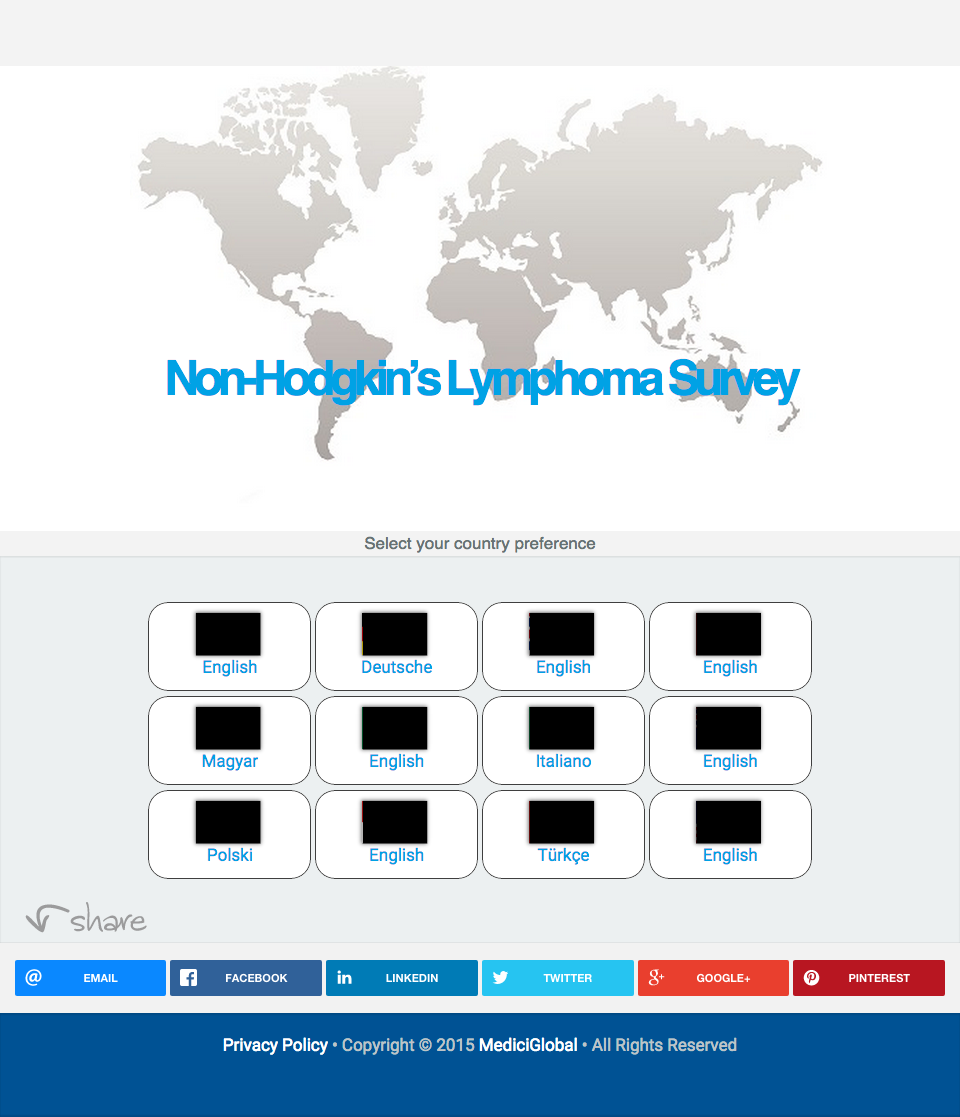 Non-Hodgkin's Lymphoma Survey
Select your country preference
English Deutsche English English
Magyar English Italiano English
Polski English Türkçe English
share
EMAIL FACEBOOK LINKEDIN TWITTER GOOGLE+ PINTEREST
Privacy Policy • Copyright © 2015 MediciGlobal • All Rights Reserved